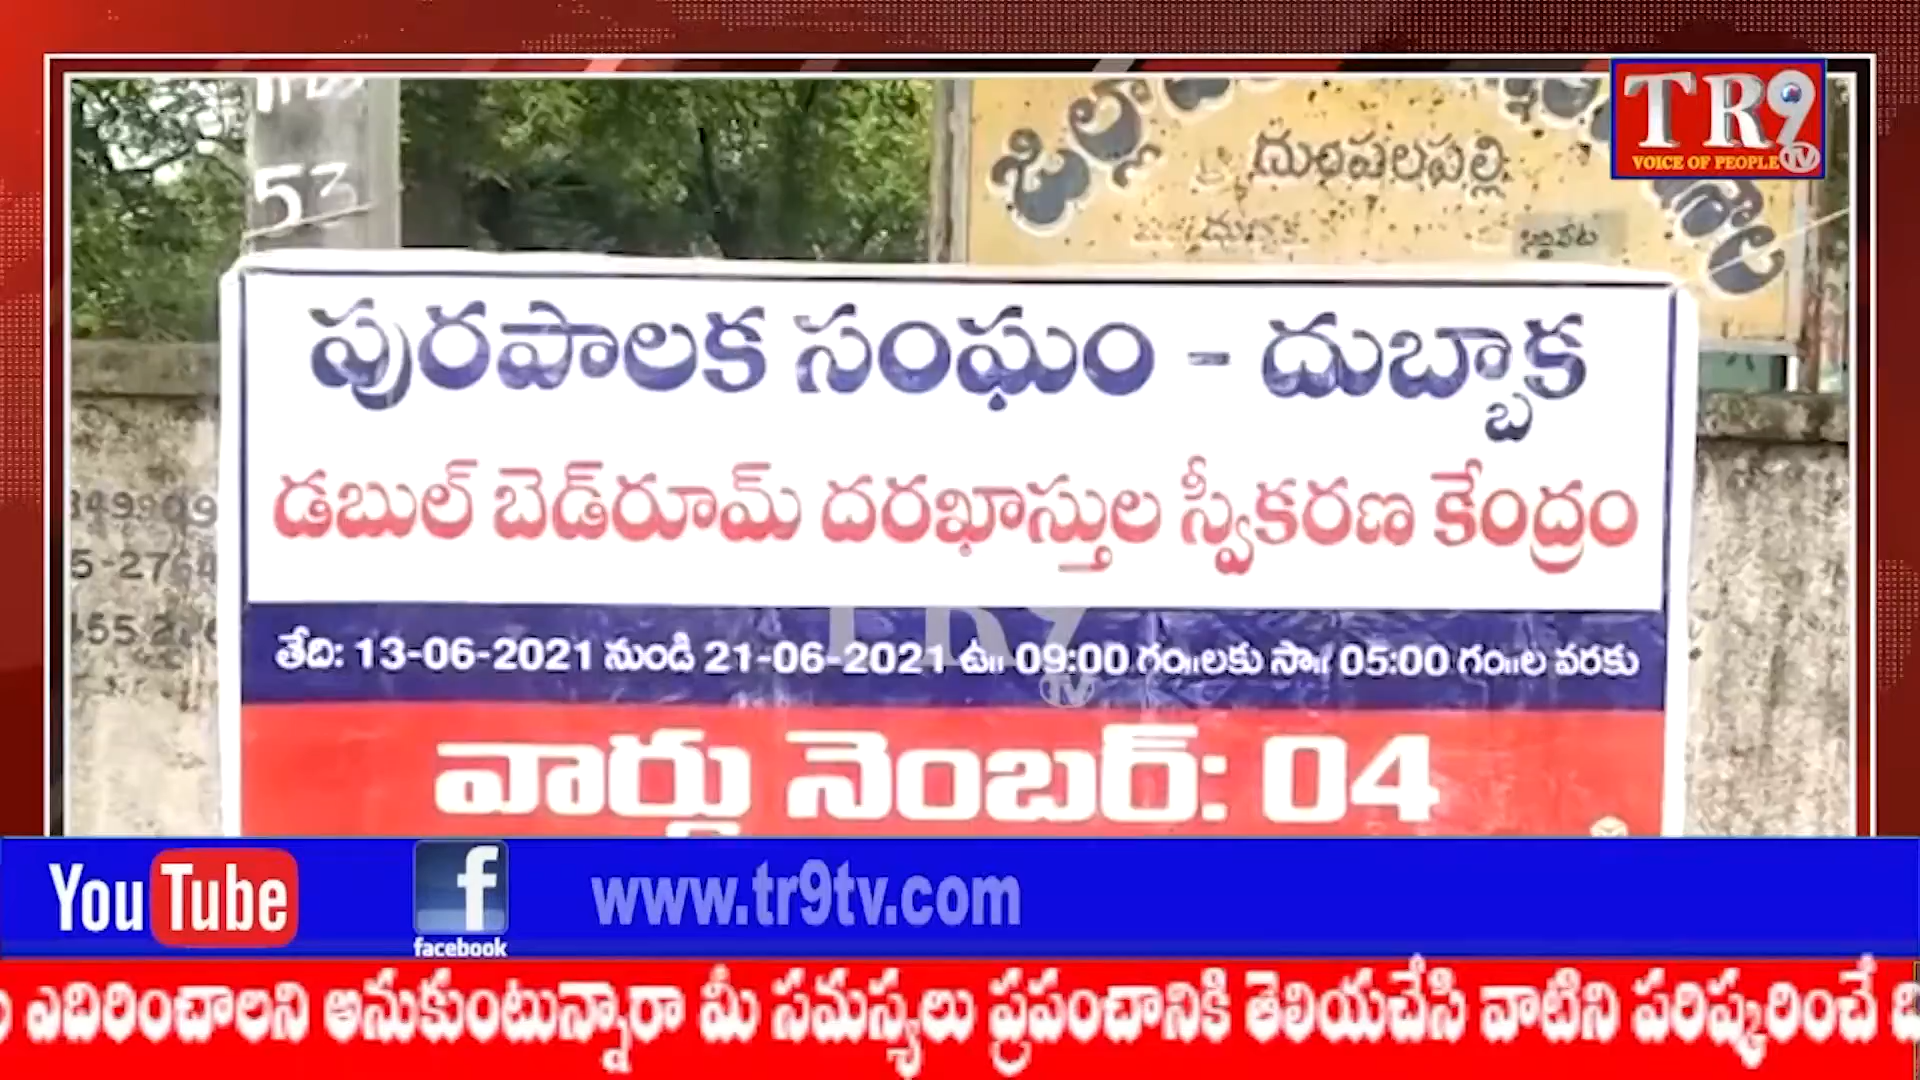 53
TR9
VOICE OF PEOPLE TV
దుంపలపల్లి
దుబ్బాక
పురపాలక సంఘం - దుబ్బాక
డబుల్ బెడ్‌రూమ్ దరఖాస్తుల స్వీకరణ కేంద్రం
తేది: 13-06-2021 నుండి 21-06-2021 ఉ॥ 09:00 గం॥లకు సా॥ 05:00 గం॥ల వరకు
వార్డు నెంబర్: 04
YouTube
facebook
www.tr9tv.com
ఎదిరించాలని అనుకుంటున్నారా మీ సమస్యలు ప్రపంచానికి తెలియచేసి వాటిని పరిష్కరించే